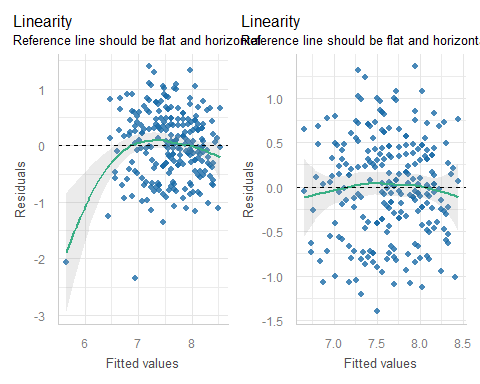 Linearity
Reference line should be flat and horizontal
1
0
-1
-2
-3
Residuals
6
7
8
Fitted values
Linearity
Reference line should be flat and horizont
1.0
0.5
0.0
-0.5
-1.0
-1.5
Residuals
7.0
7.5
8.0
8.5
Fitted values